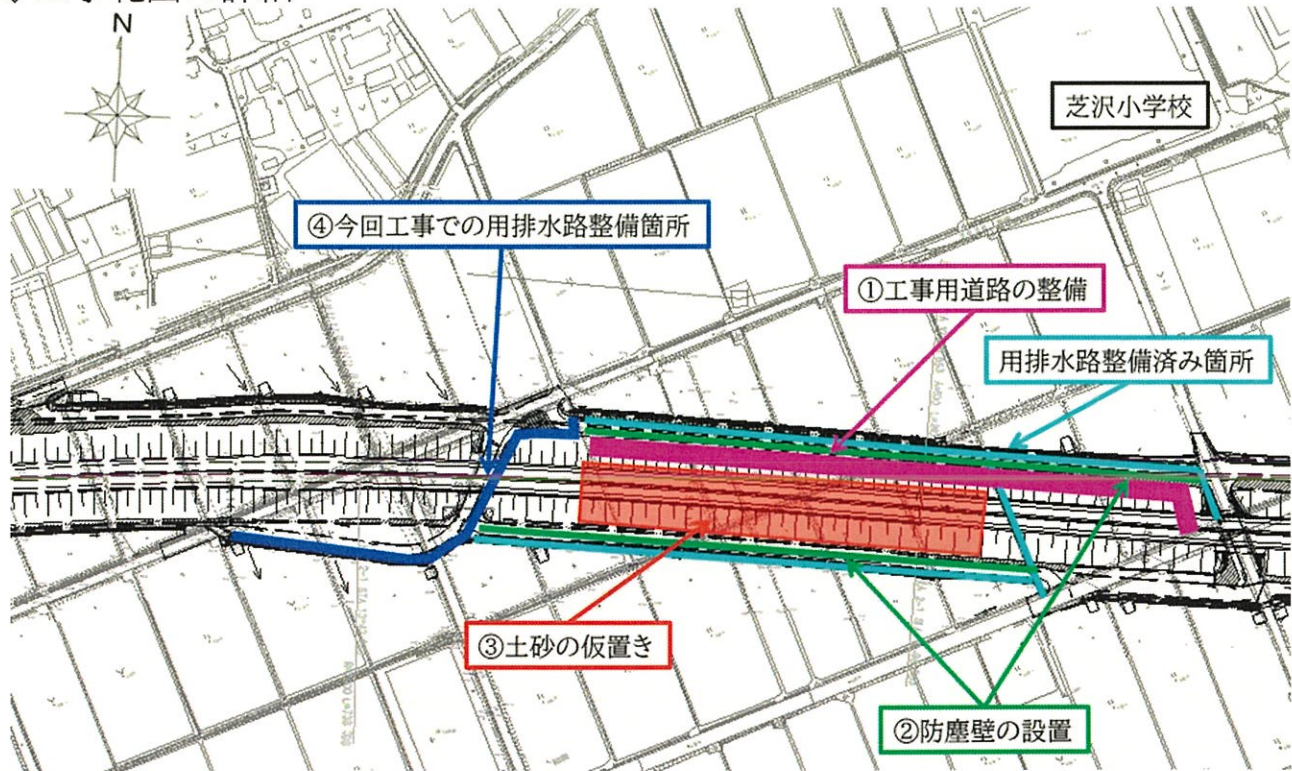 N
芝沢小学校
④今回工事での用排水路整備箇所
①工事用道路の整備
用排水路整備済み箇所
③土砂の仮置き
②防塵壁の設置